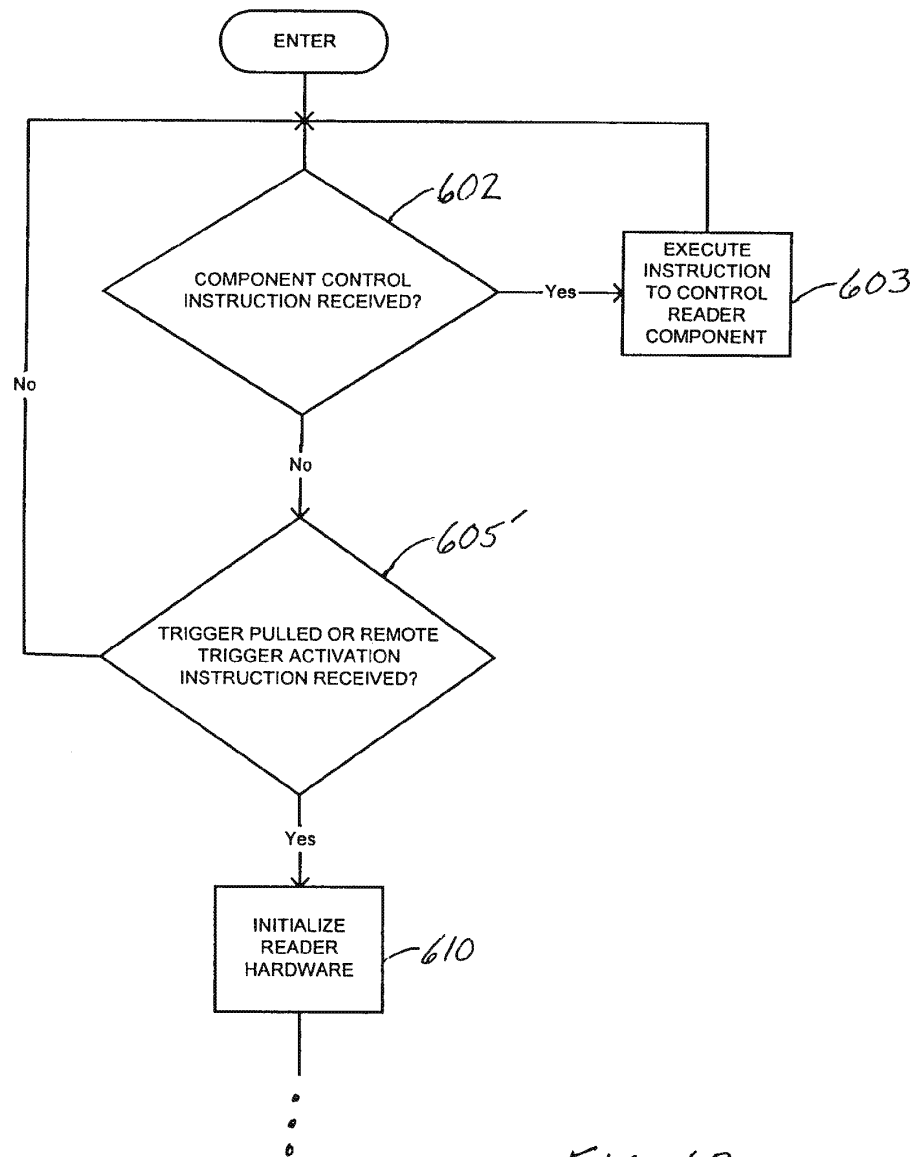 ENTER
602
COMPONENT CONTROL
INSTRUCTION RECEIVED?
Yes
EXECUTE
INSTRUCTION
TO CONTROL
READER
COMPONENT
603
No
No
605'
TRIGGER PULLED OR REMOTE
TRIGGER ACTIVATION
INSTRUCTION RECEIVED?
Yes
INITIALIZE
READER
HARDWARE
610